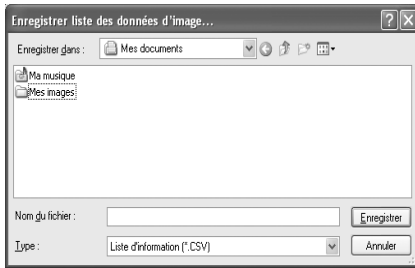 Enregistrer liste des données d'image...
Enregistrer dans : Mes documents
Ma musique
Mes images
Nom du fichier : Enregistrer
Type : Liste d'information (*.CSV) Annuler